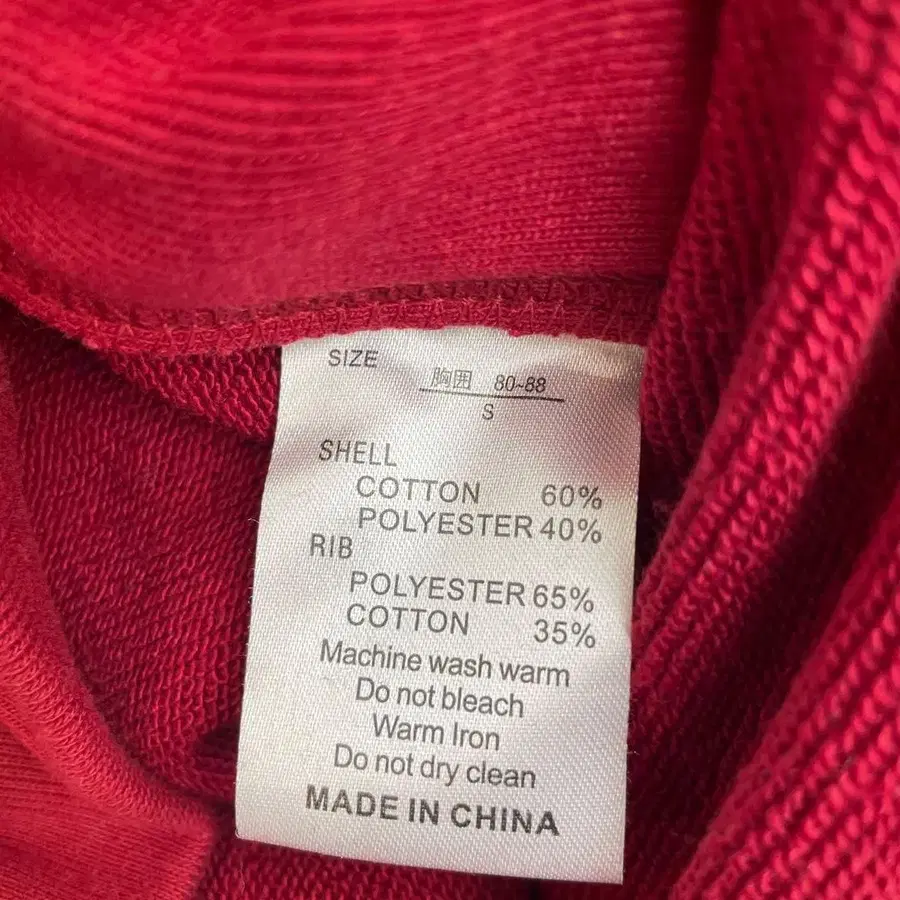 SIZE 胸囲 80~88
S
SHELL
COTTON 60%
POLYESTER 40%
RIB
POLYESTER 65%
COTTON 35%
Machine wash warm
Do not bleach
Warm Iron
Do not dry clean
MADE IN CHINA